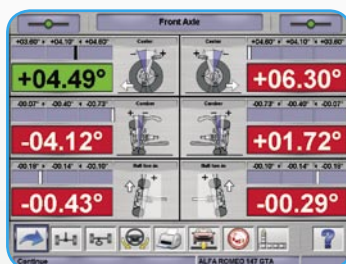 Front Axle
+03.60° +04.10° +04.60°
Caster
Caster
+03.60° +04.10° +04.60°
+04.49°
+06.30°
-00.07° -00.40° -00.73°
Camber
Camber
-00.73° -00.40° -00.07°
-04.12°
+01.72°
-00.18° -00.14° -00.10°
Half toe in
Half toe in
-00.10° -00.14° -00.18°
-00.43°
-00.29°
?
Continue
ALFA ROMEO 147 GTA